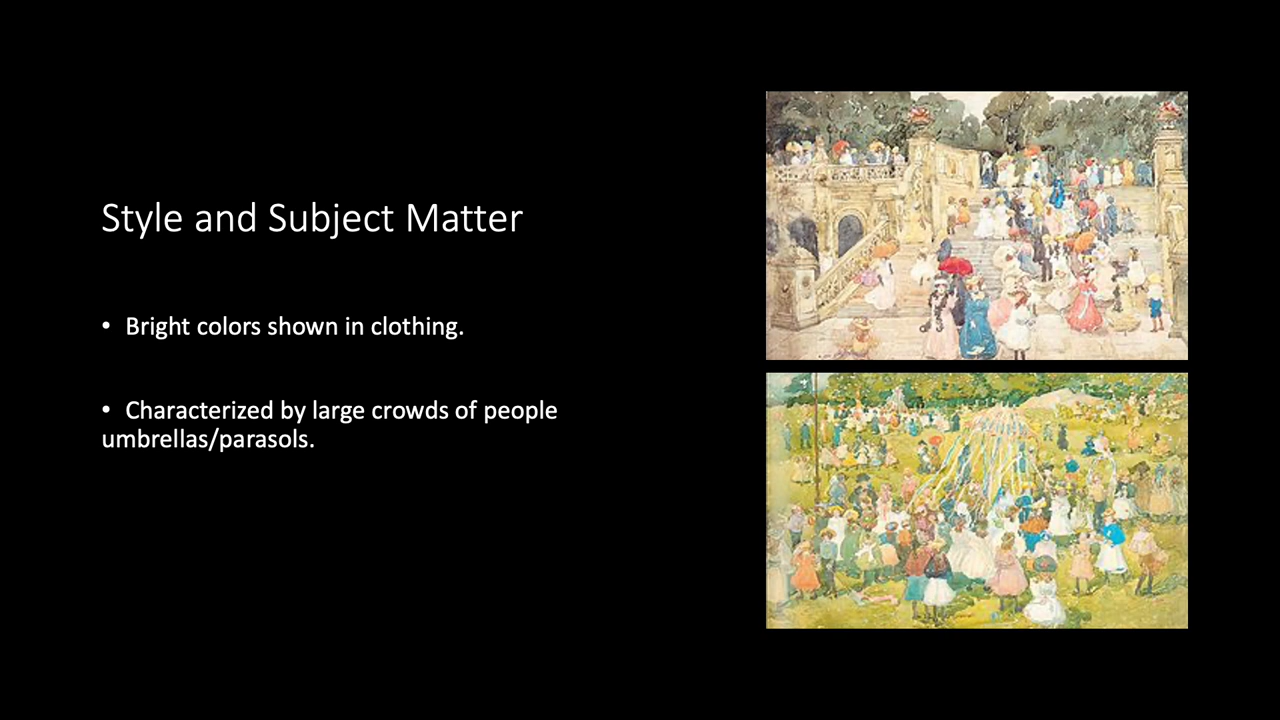 Style and Subject Matter
• Bright colors shown in clothing.
• Characterized by large crowds of people
umbrellas/parasols.